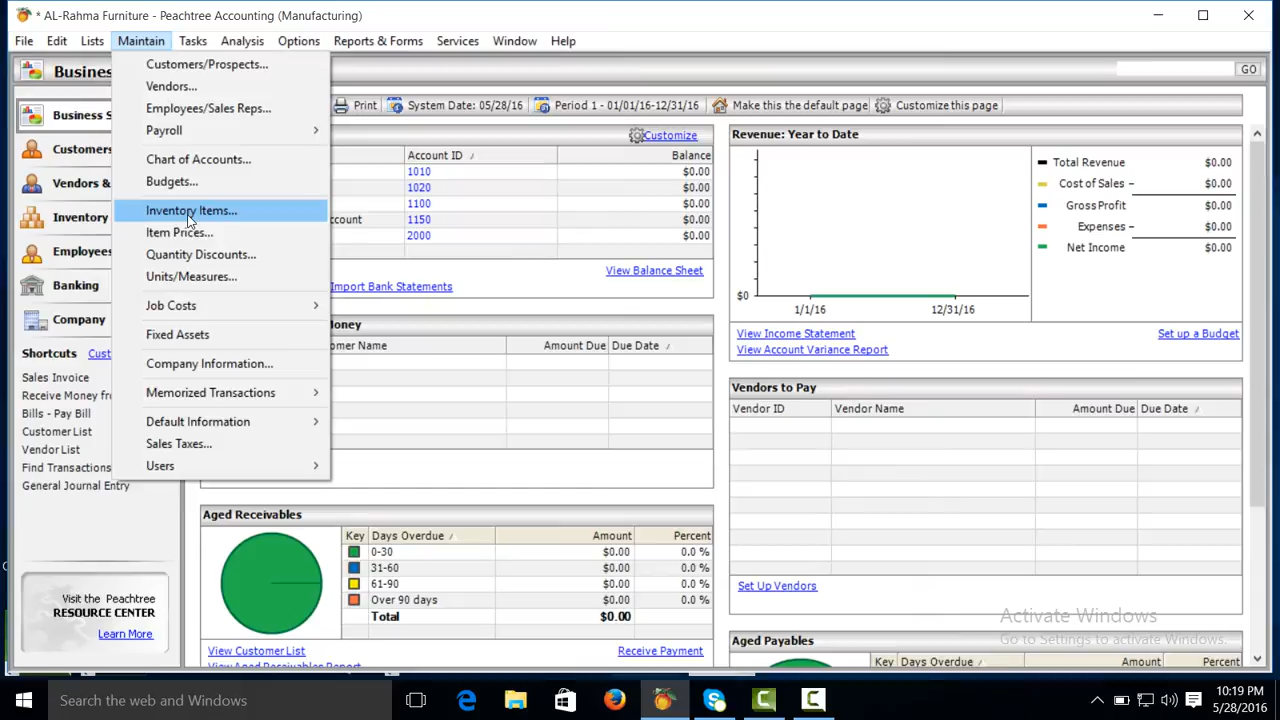 * AL-Rahma Furniture - Peachtree Accounting (Manufacturing)
File Edit Lists Maintain Tasks Analysis Options Reports & Forms Services Window Help
Business
GO
Customers/Prospects...
Vendors...
Employees/Sales Reps...
Payroll
Chart of Accounts...
Budgets...
Inventory Items...
Item Prices...
Quantity Discounts...
Units/Measures...
Job Costs
Fixed Assets
Company Information...
Memorized Transactions
Default Information
Sales Taxes...
Users
Business S
Customers
Vendors &
Inventory
Employees
Banking
Company
Shortcuts Cust
Sales Invoice
Receive Money fr
Bills - Pay Bill
Customer List
Vendor List
Find Transactions
General Journal Entry
Visit the Peachtree
RESOURCE CENTER
Learn More
Print System Date: 05/28/16 Period 1 - 01/01/16-12/31/16 Make this the default page Customize this page
Customize
Account ID / Balance
1010 $0.00
1020 $0.00
1100 $0.00
count 1150 $0.00
2000 $0.00
View Balance Sheet
Import Bank Statements
Money
omer Name Amount Due Due Date /
Aged Receivables
Key Days Overdue / Amount Percent
0-30 $0.00 0.0 %
31-60 $0.00 0.0 %
61-90 $0.00 0.0 %
Over 90 days $0.00 0.0 %
Total $0.00
View Customer List Receive Payment
View Aged Receivables Report
Revenue: Year to Date
Total Revenue $0.00
Cost of Sales – $0.00
Gross Profit $0.00
Expenses – $0.00
Net Income $0.00
$0
1/1/16 12/31/16
View Income Statement Set up a Budget
View Account Variance Report
Vendors to Pay
Vendor ID Vendor Name Amount Due Due Date /
Set Up Vendors
Activate Windows
Go to Settings to activate Windows.
Aged Payables
Key Days Overdue / Amount Percent
Search the web and Windows
10:19 PM
5/28/2016